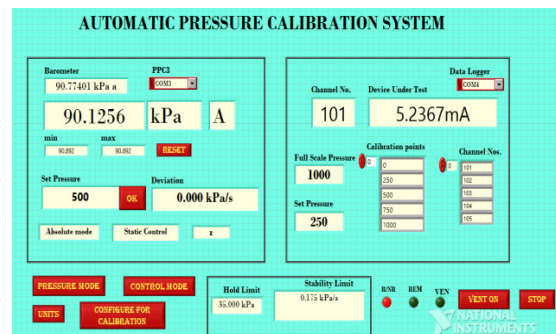 AUTOMATIC PRESSURE CALIBRATION SYSTEM
Barometer
90.77401 kPa a
PPC3
COM3
90.1256 kPa A
min max
90.892 90.892 RESET
Set Pressure
500 OK
Deviation
0.000 kPa/s
Absolute mode Static Control z
Data Logger
COM4
Channel No. Device Under Test
101 5.2367mA
Full Scale Pressure
1000
Set Pressure
250
Calibration points
0
0
250
500
750
1000
Channel Nos.
0
101
102
103
104
105
PRESSURE MODE CONTROL MODE
UNITS CONFIGURE FOR
CALIBRATION
Hold Limit
35.000 kPa
Stability Limit
0.175 kPa/s
R/NR REM VEN
VENT ON STOP
NATIONAL
INSTRUMENTS